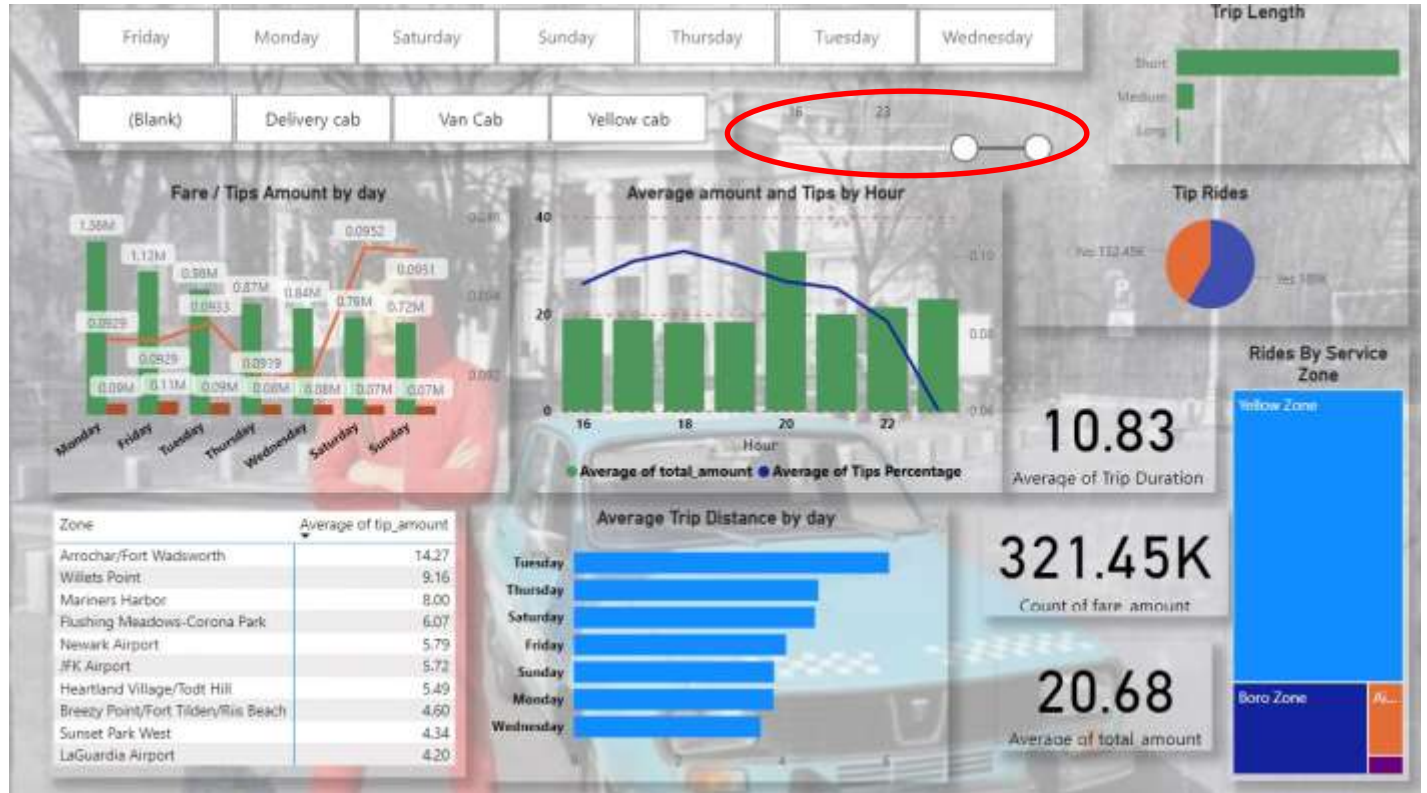 Friday Monday Saturday Sunday Thursday Tuesday Wednesday
(Blank) Delivery cab Van Cab Yellow cab
16 23
Trip Length
Short
Medium
Long
Fare / Tips Amount by day
1.12M
0.0952
0.0951
0.98M
0.87M
0.84M
0.79M
0.72M
0.0933
0.0929
0.0929
0.09M 0.11M 0.09M 0.08M 0.08M 0.07M 0.07M
0.092
Monday Friday Tuesday Thursday Wednesday Saturday Sunday
Average amount and Tips by Hour
40
20
0
0.10
0.08
0.06
16 18 20 22
Hour
Average of total_amount Average of Tips Percentage
Tip Rides
Rides By Service
Zone
Yellow Zone
Boro Zone
10.83
Average of Trip Duration
321.45K
Count of fare_amount
20.68
Average of total_amount
Zone Average of tip_amount
Arrochar/Fort Wadsworth 14.27
Willets Point 9.16
Mariners Harbor 8.00
Flushing Meadows-Corona Park 6.07
Newark Airport 5.79
JFK Airport 5.72
Heartland Village/Todt Hill 5.49
Breezy Point/Fort Tilden/Riis Beach 4.60
Sunset Park West 4.34
LaGuardia Airport 4.20
Average Trip Distance by day
Tuesday
Thursday
Saturday
Friday
Sunday
Monday
Wednesday